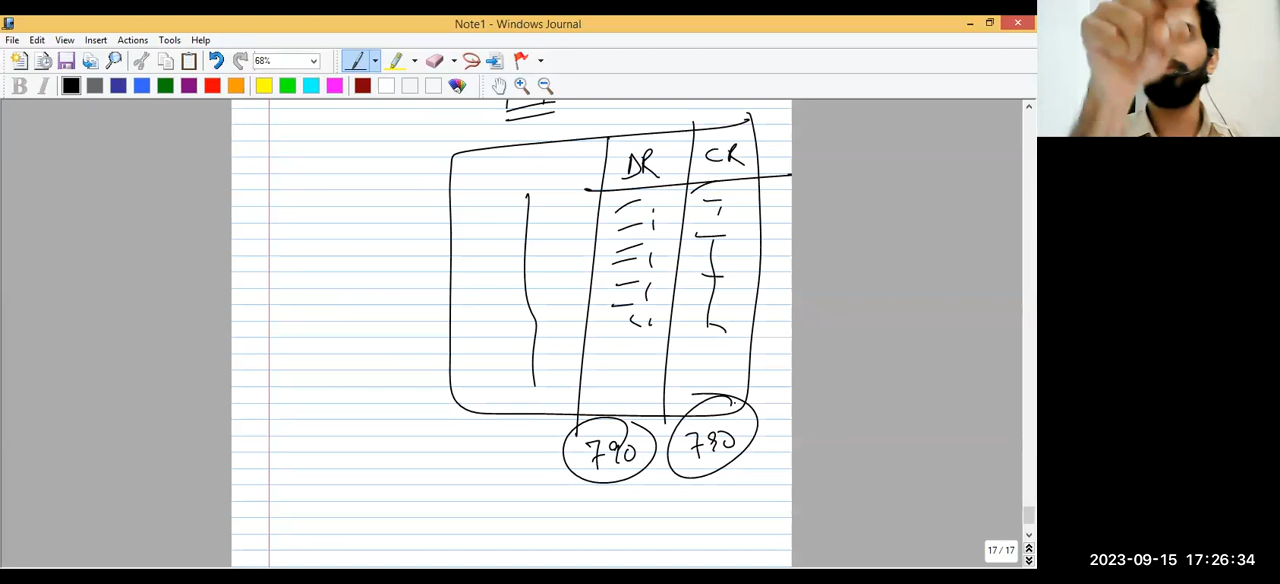 Note1 - Windows Journal
File Edit View Insert Actions Tools Help
68%
B I
DR CR
790 790
17 / 17
2023-09-15 17:26:34